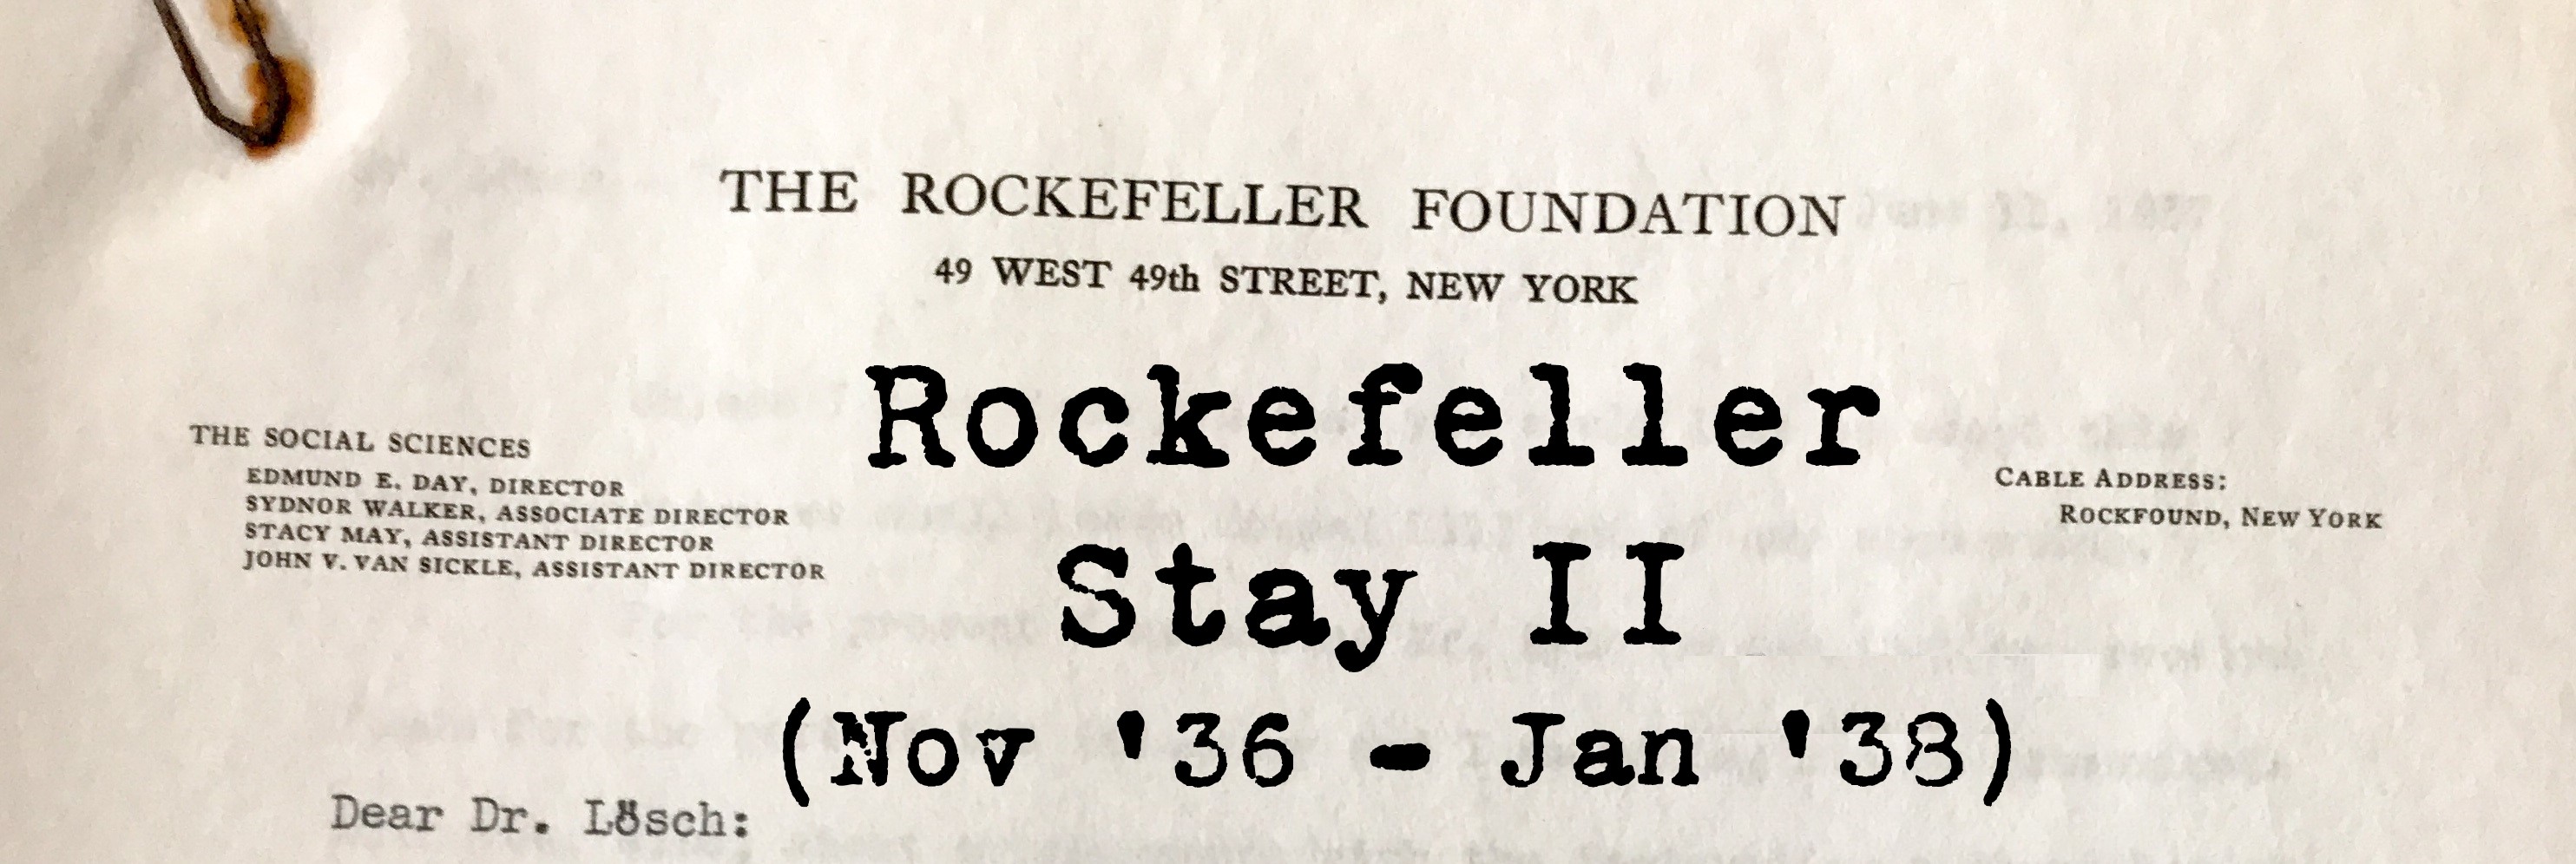 THE ROCKEFELLER FOUNDATION
49 WEST 49th STREET, NEW YORK
Rockefeller
Stay II
(Nov '36 - Jan '38)
THE SOCIAL SCIENCES
EDMUND E. DAY, DIRECTOR
SYDNOR WALKER, ASSOCIATE DIRECTOR
STACY MAY, ASSISTANT DIRECTOR
JOHN V. VAN SICKLE, ASSISTANT DIRECTOR
CABLE ADDRESS:
ROCKFOUND, NEW YORK
Dear Dr. Lösch: